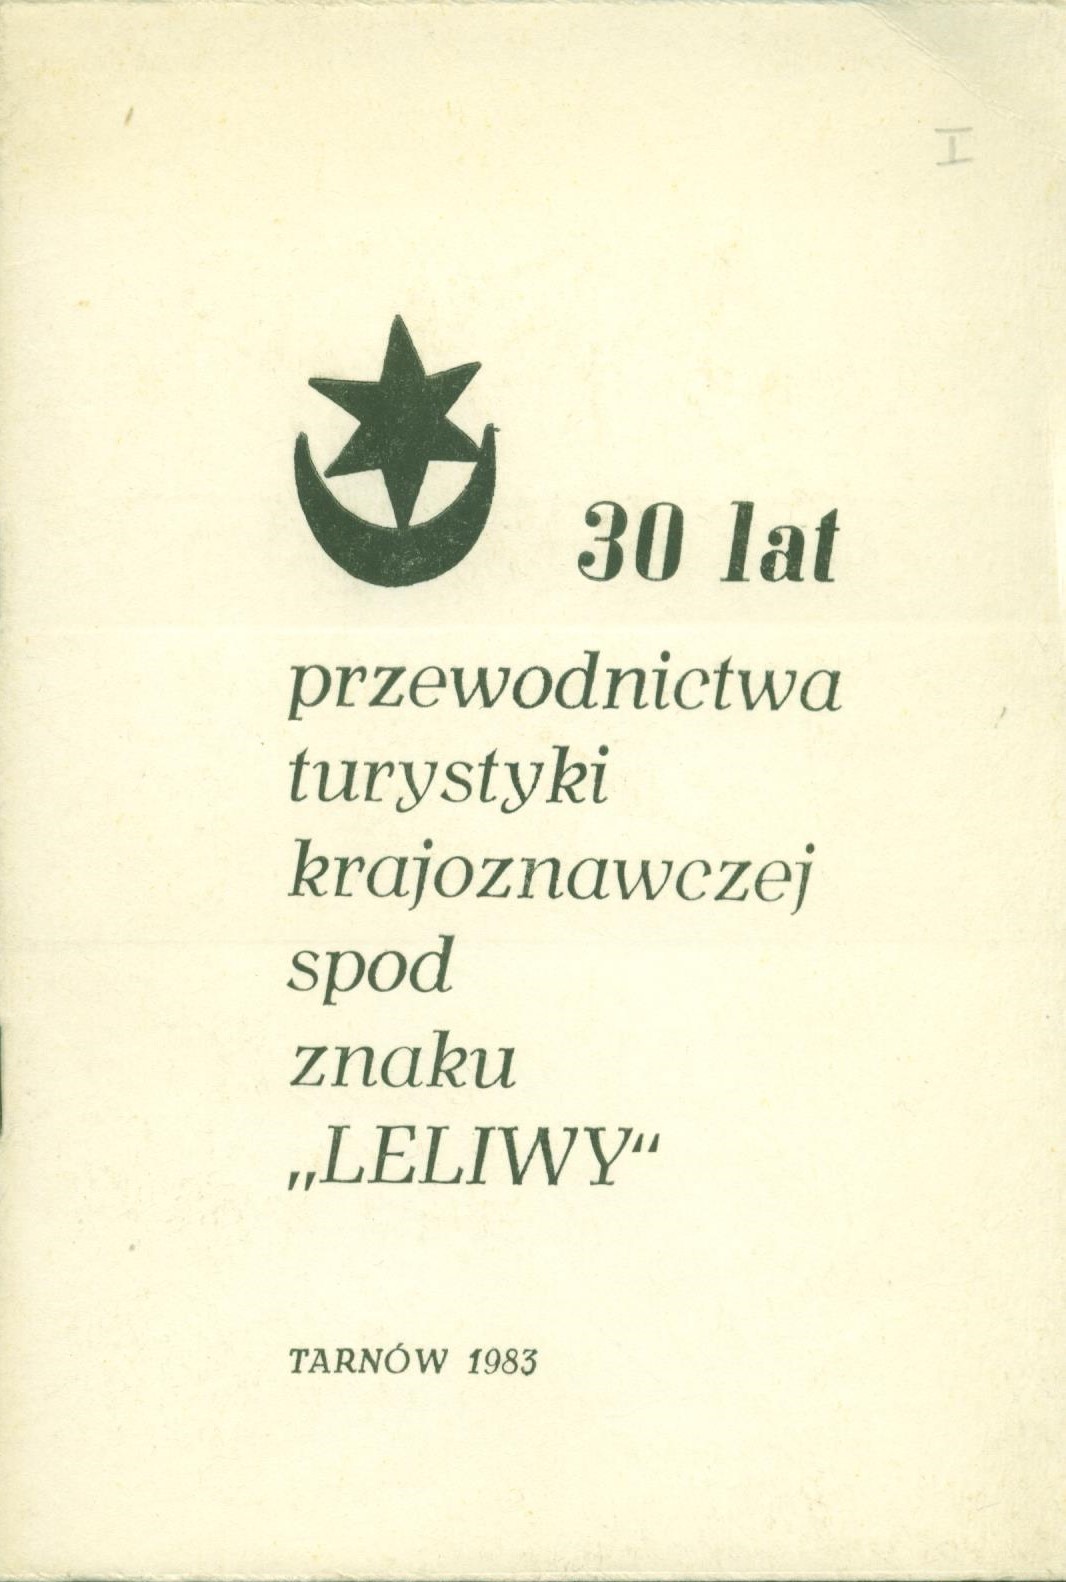 I
30 lat
przewodnictwa
turystyki
krajoznawczej
spod
znaku
„LELIWY“
TARNÓW 1983